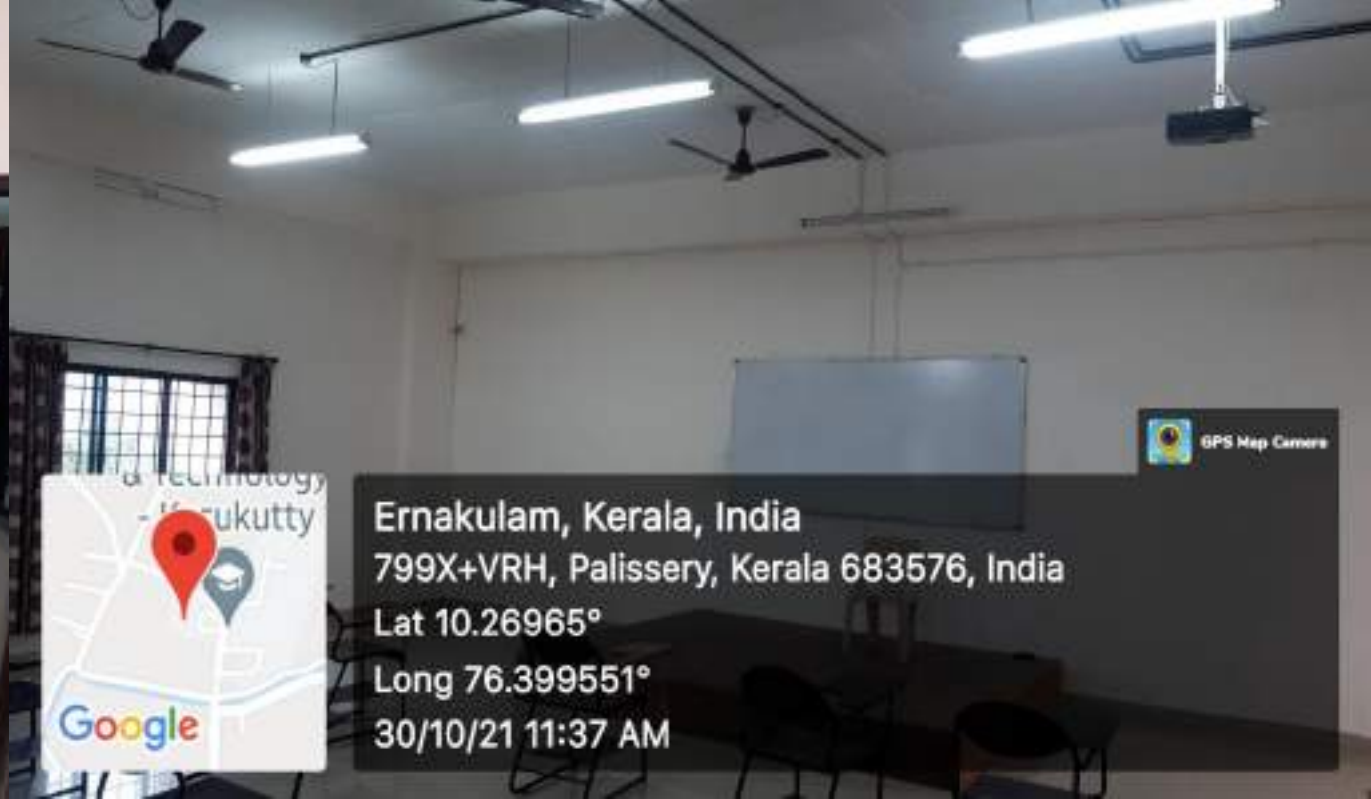 GPS Map Camera
& Technology
Ernakulam, Kerala, India
799X+VRH, Palissery, Kerala 683576, India
Lat 10.26965°
Long 76.399551°
30/10/21 11:37 AM
Google